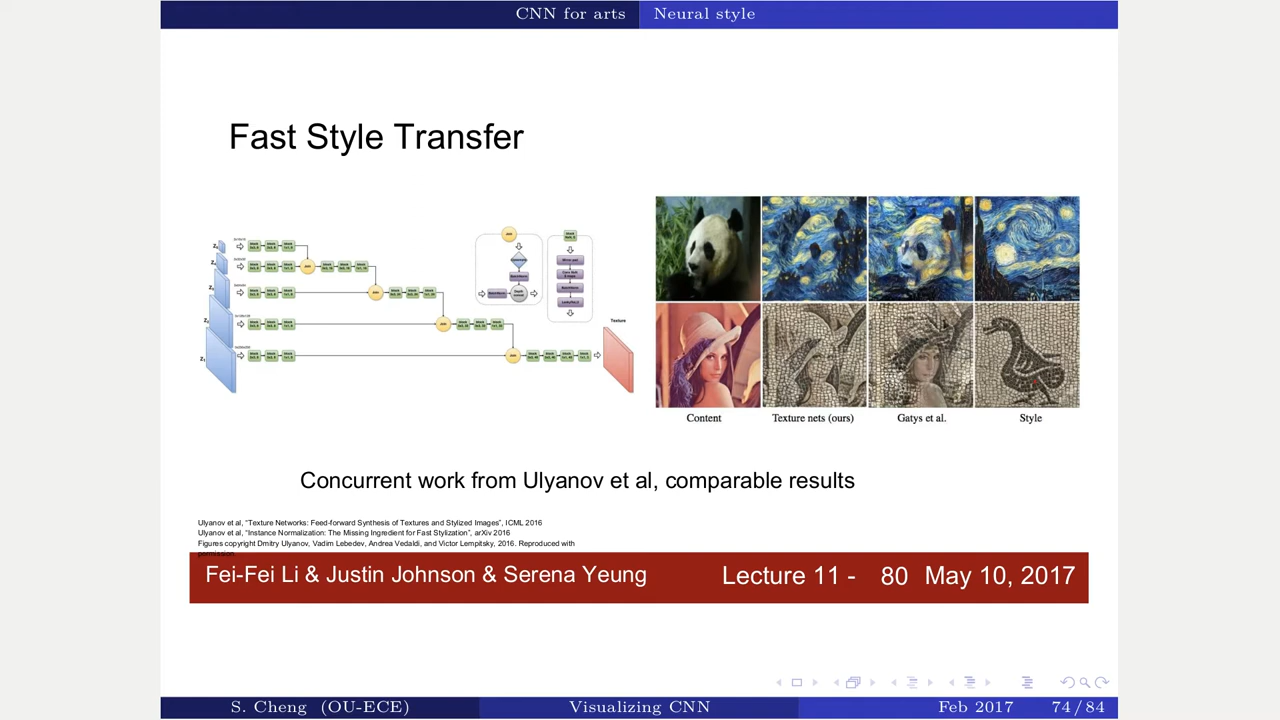 CNN for arts Neural style
Fast Style Transfer
Join
Texture
Content Texture nets (ours) Gatys et al. Style
Concurrent work from Ulyanov et al, comparable results
Ulyanov et al, "Texture Networks: Feed-forward Synthesis of Textures and Stylized Images", ICML 2016
Ulyanov et al, "Instance Normalization: The Missing Ingredient for Fast Stylization", arXiv 2016
Figures copyright Dmitry Ulyanov, Vadim Lebedev, Andrea Vedaldi, and Victor Lempitsky, 2016. Reproduced with
permission.
Fei-Fei Li & Justin Johnson & Serena Yeung Lecture 11 - 80 May 10, 2017
S. Cheng (OU-ECE) Visualizing CNN Feb 2017 74 / 84